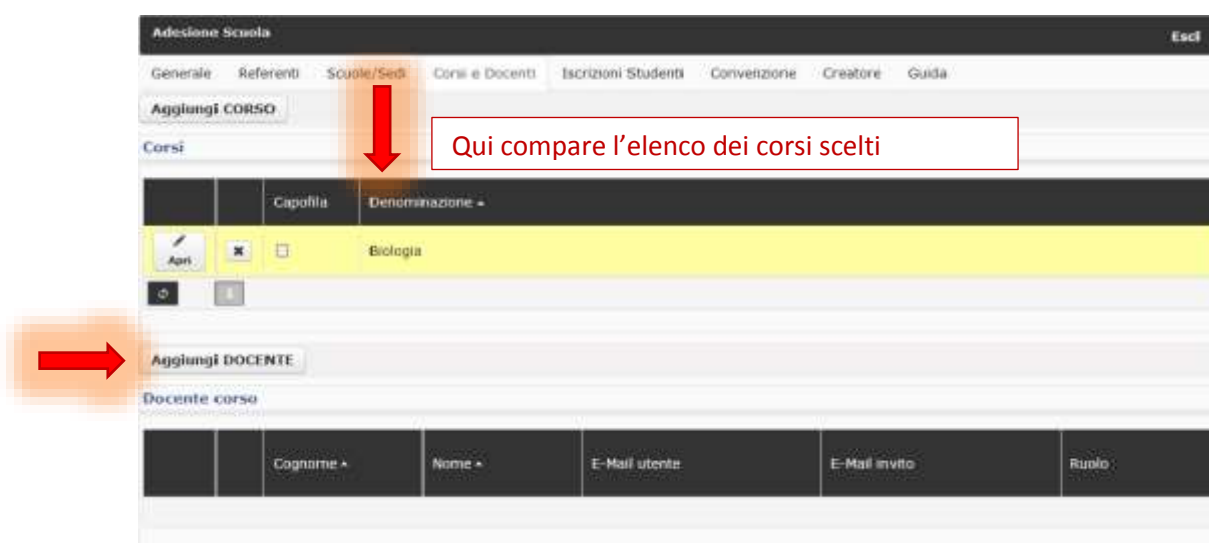 Adesione Scuola Esci
Generale Referenti Scuole/Sedi Corsi e Docenti Iscrizioni Studenti Convenzione Creatore Guida
Aggiungi CORSO
Qui compare l’elenco dei corsi scelti
Corsi
Capofila Denominazione
Apri Biologia
Aggiungi DOCENTE
Docente corso
Cognome Nome E-Mail utente E-Mail invito Ruolo